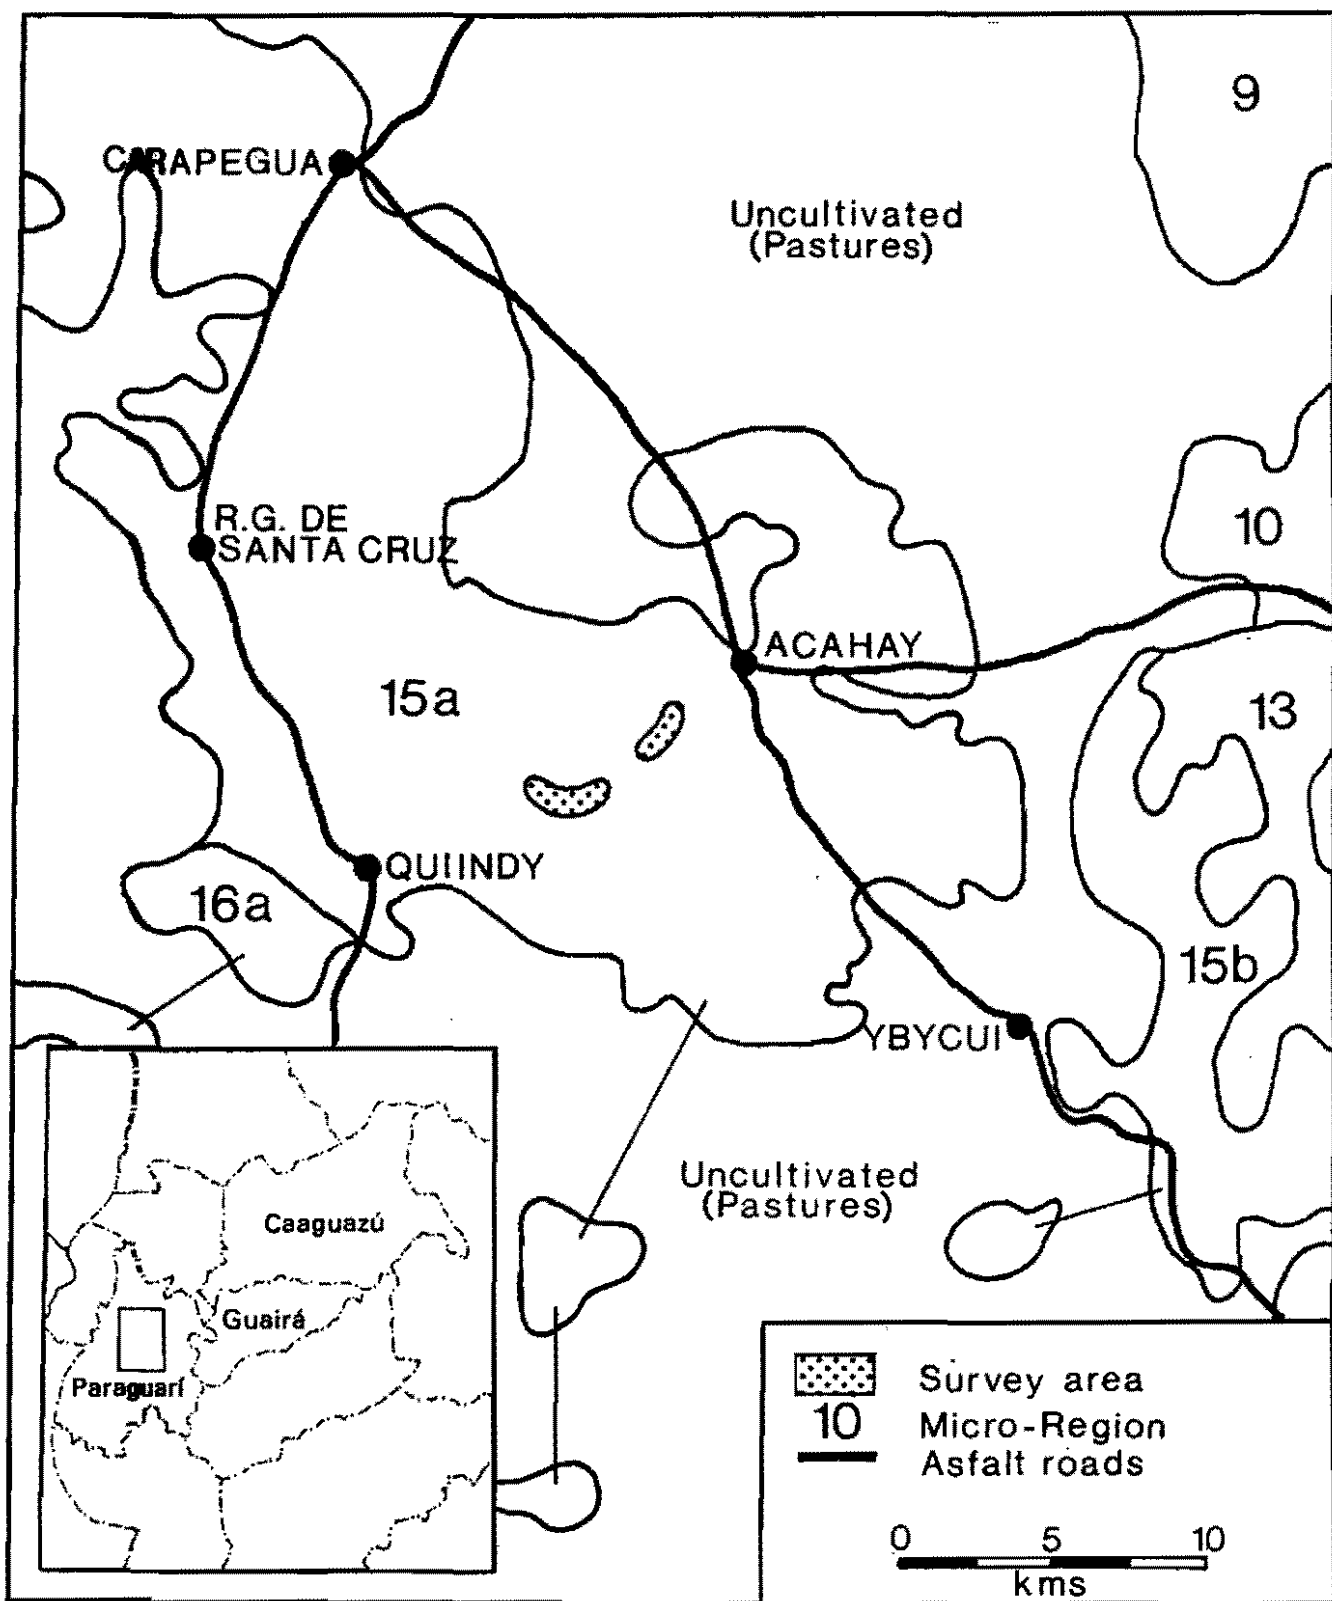 9
CARAPEGUA
Uncultivated
(Pastures)
10
R.G. DE
SANTA CRUZ
ACAHAY
15a
13
QUIINDY
16a
15b
YBYCUI
Uncultivated
(Pastures)
Caaguazú
Guairá
Paraguarí
Survey area
10 Micro-Region
Asfalt roads
0 5 10
kms